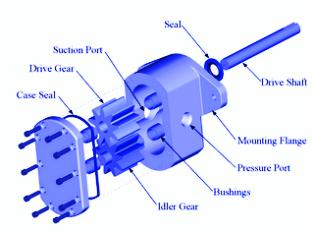 Seal
Suction Port
Drive Gear
Drive Shaft
Case Seal
Mounting Flange
Pressure Port
Bushings
Idler Gear